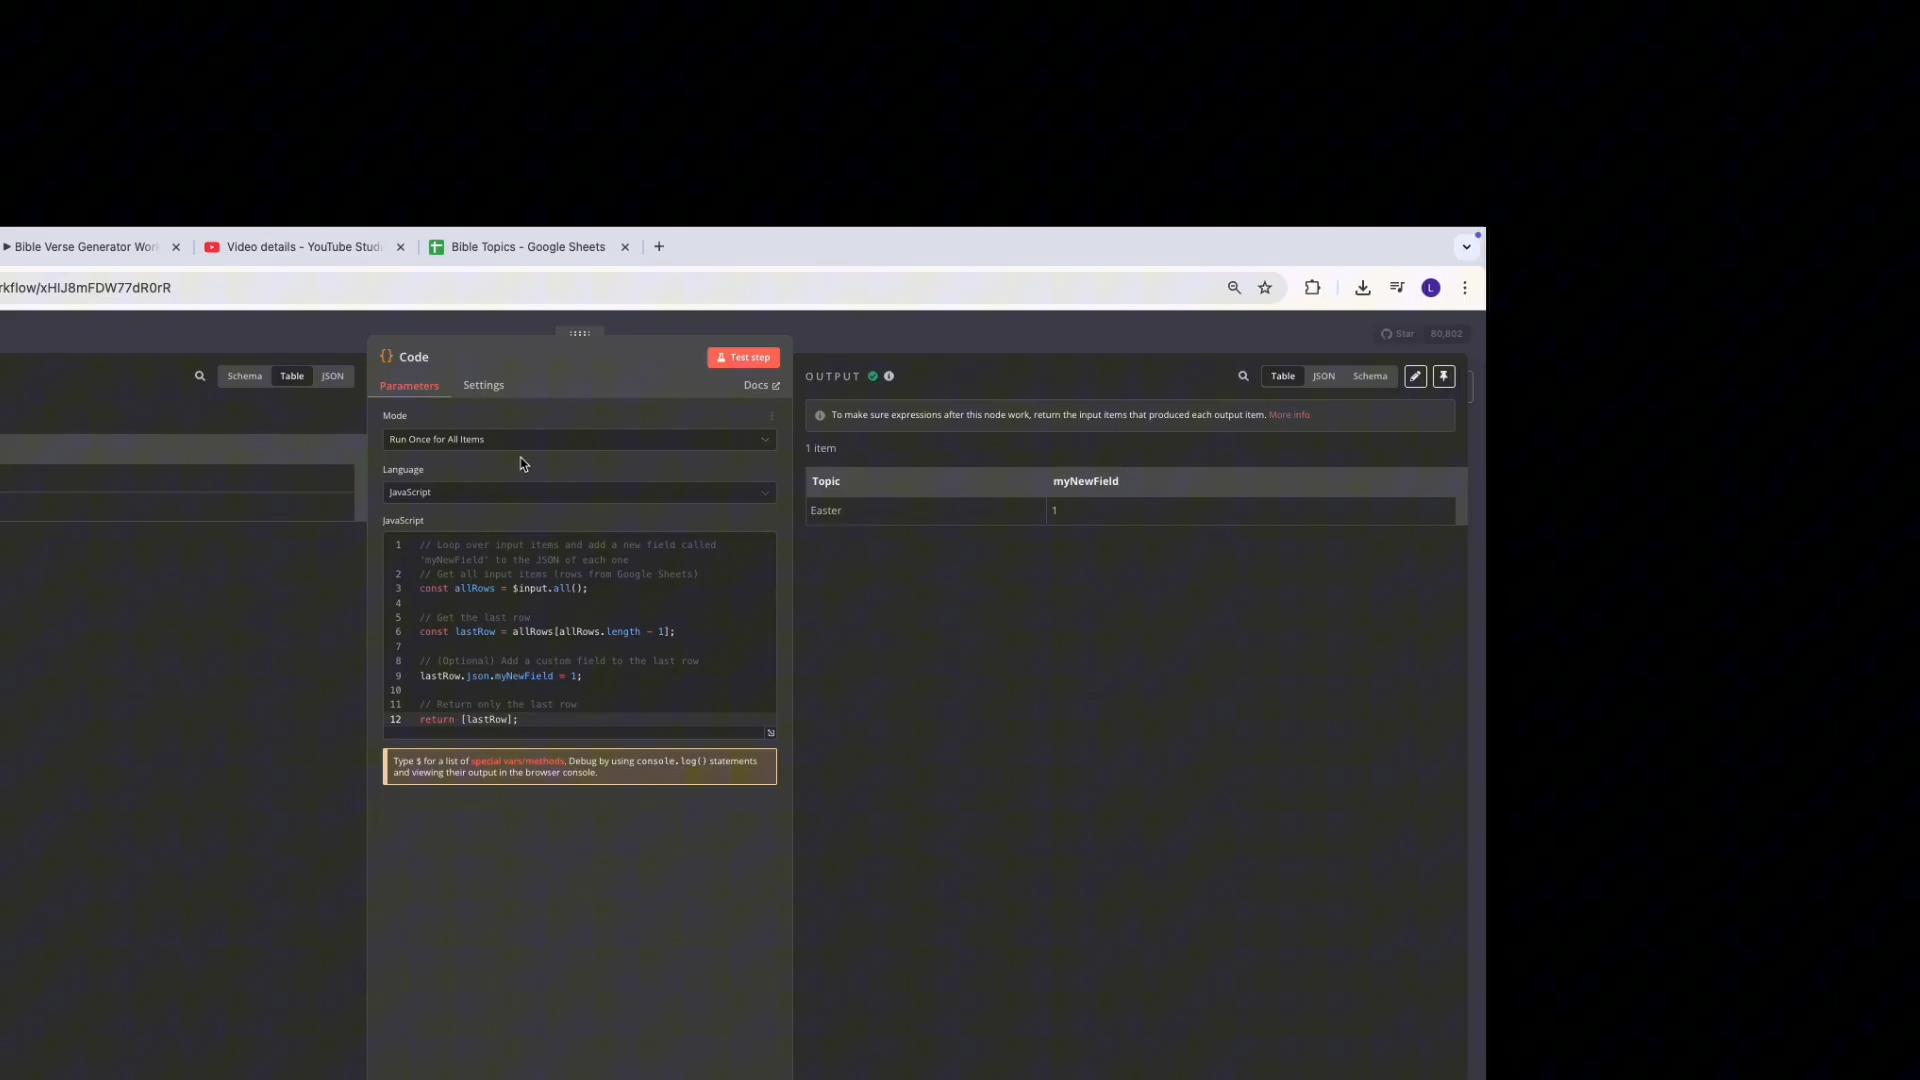 Bible Verse Generator Wor
Video details - YouTube Stud
Bible Topics - Google Sheets
rkflow/xHIJ8mFDW77dR0rR
L
Star 80,802
Schema Table JSON
{} Code
Test step
Parameters
Settings
Docs
Mode
Run Once for All Items
Language
JavaScript
JavaScript
1 // Loop over input items and add a new field called
'myNewField' to the JSON of each one
2 // Get all input items (rows from Google Sheets)
3 const allRows = $input.all();
4
5 // Get the last row
6 const lastRow = allRows[allRows.length - 1];
7
8 // (Optional) Add a custom field to the last row
9 lastRow.json.myNewField = 1;
10
11 // Return only the last row
12 return [lastRow];
Type $ for a list of special vars/methods. Debug by using console.log() statements
and viewing their output in the browser console.
OUTPUT
Table JSON Schema
To make sure expressions after this node work, return the input items that produced each output item. More info
1 item
Topic myNewField
Easter 1